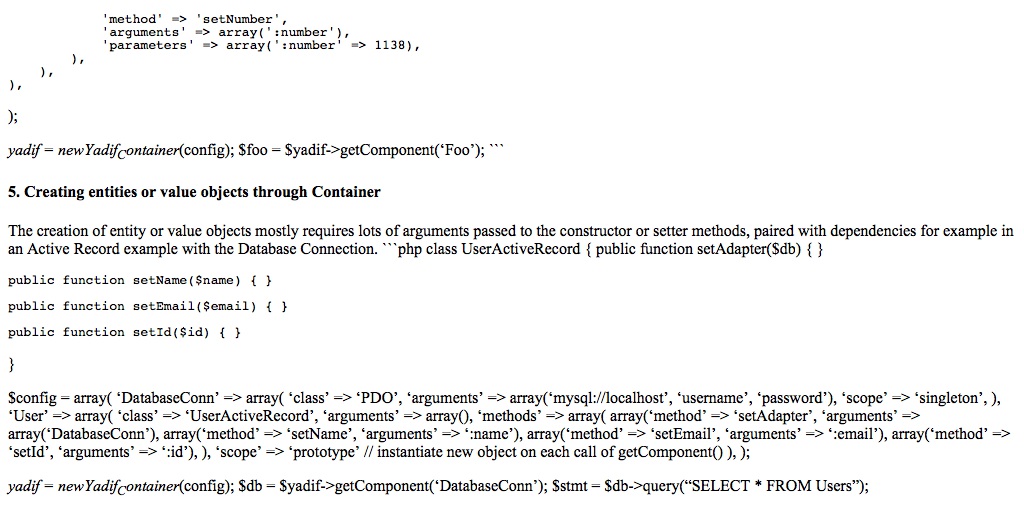 'method' => 'setNumber',
'arguments' => array(':number'),
'parameters' => array(':number' => 1138),
),
),
),
);
yadif = newYadifContainer(config); $foo = $yadif->getComponent(‘Foo’); ```
5. Creating entities or value objects through Container
The creation of entity or value objects mostly requires lots of arguments passed to the constructor or setter methods, paired with dependencies for example in
an Active Record example with the Database Connection. ```php class UserActiveRecord { public function setAdapter($db) { }
public function setName($name) { }
public function setEmail($email) { }
public function setId($id) { }
}
$config = array( ‘DatabaseConn’ => array( ‘class’ => ‘PDO’, ‘arguments’ => array(‘mysql://localhost’, ‘username’, ‘password’), ‘scope’ => ‘singleton’, ),
‘User’ => array( ‘class’ => ‘UserActiveRecord’, ‘arguments’ => array(), ‘methods’ => array( array(‘method’ => ‘setAdapter’, ‘arguments’ =>
array(‘DatabaseConn’), array(‘method’ => ‘setName’, ‘arguments’ => ‘:name’), array(‘method’ => ‘setEmail’, ‘arguments’ => ‘:email’), array(‘method’ =>
‘setId’, ‘arguments’ => ‘:id’), ), ‘scope’ => ‘prototype’ // instantiate new object on each call of getComponent() ), );
yadif = newYadifContainer(config); $db = $yadif->getComponent(‘DatabaseConn’); $stmt = $db->query(“SELECT * FROM Users”);